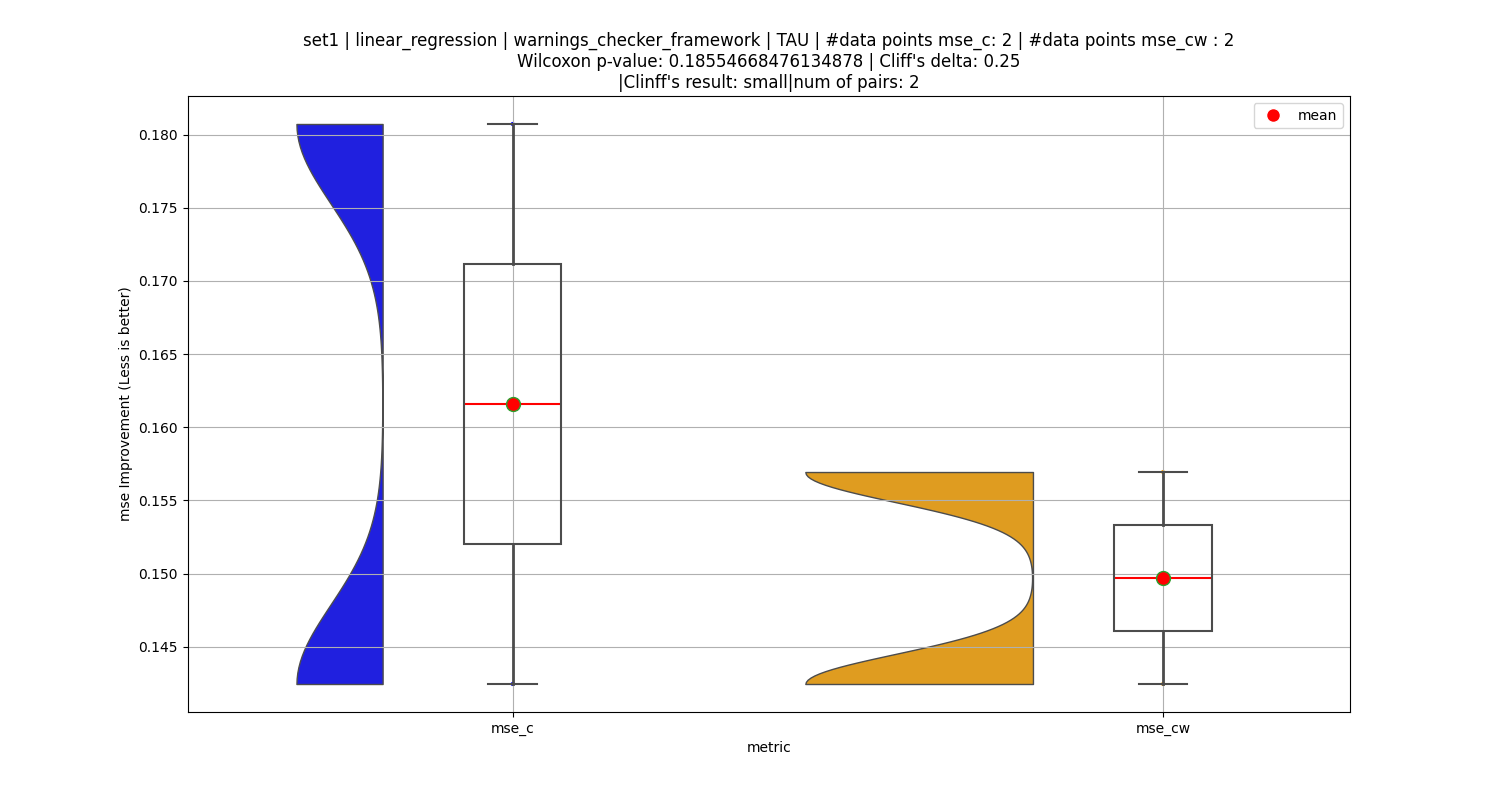 set1 | linear_regression | warnings_checker_framework | TAU | #data points mse_c: 2 | #data points mse_cw : 2
Wilcoxon p-value: 0.18554668476134878 | Cliff's delta: 0.25
|Clinff's result: small|num of pairs: 2
mean
0.180
0.175
0.170
0.165
0.160
0.155
0.150
0.145
mse Improvement (Less is better)
mse_c
mse_cw
metric